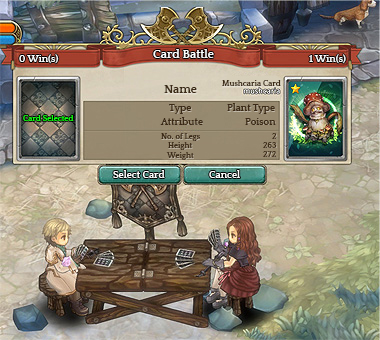 Card Battle
0 Win(s)
1 Win(s)
Card Selected
Name
Mushcaria Card
mushcaria
Type Plant Type
Attribute Poison
No. of Legs 2
Height 263
Weight 272
Select Card
Cancel